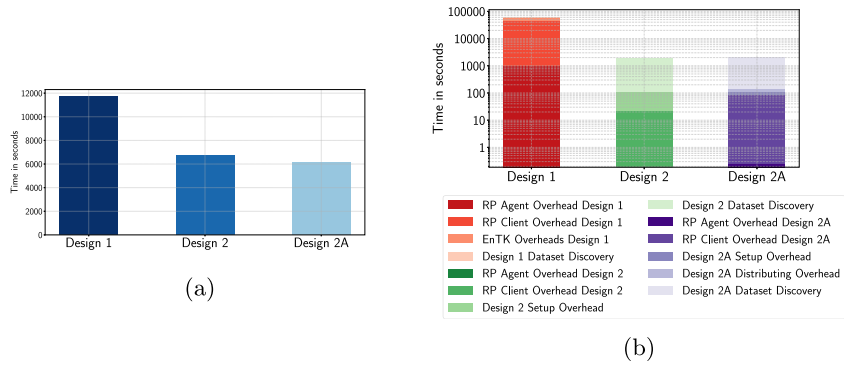 Time in seconds
12000
10000
8000
6000
4000
2000
0
Design 1
Design 2
Design 2A
(a)
Time in seconds
100000
10000
1000
100
10
1
Design 1
Design 2
Design 2A
RP Agent Overhead Design 1
RP Client Overhead Design 1
EnTK Overheads Design 1
Design 1 Dataset Discovery
RP Agent Overhead Design 2
RP Client Overhead Design 2
Design 2 Setup Overhead
Design 2 Dataset Discovery
RP Agent Overhead Design 2A
RP Client Overhead Design 2A
Design 2A Setup Overhead
Design 2A Distributing Overhead
Design 2A Dataset Discovery
(b)